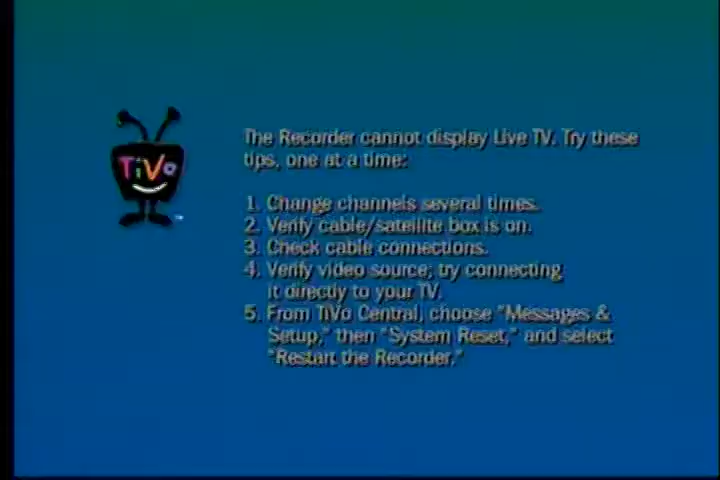 TiVo
TM
The Recorder cannot display Live TV. Try these
tips, one at a time:
1. Change channels several times.
2. Verify cable/satellite box is on.
3. Check cable connections.
4. Verify video source; try connecting
it directly to your TV.
5. From TiVo Central, choose "Messages &
Setup," then "System Reset," and select
"Restart the Recorder."